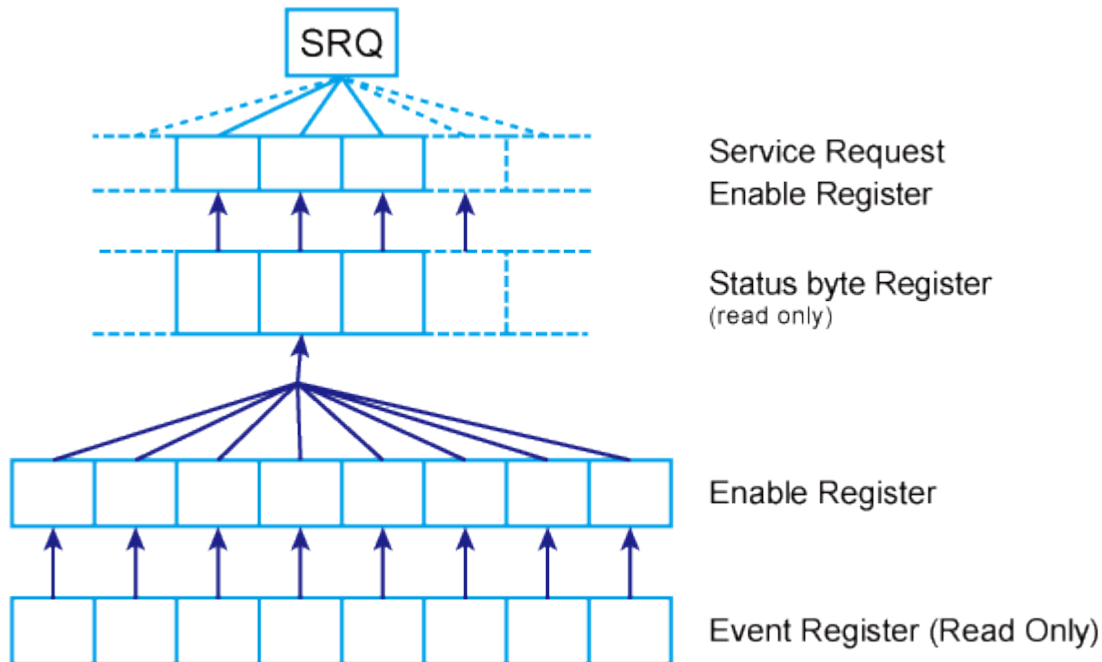 SRQ
Service Request
Enable Register
Status byte Register
(read only)
Enable Register
Event Register (Read Only)